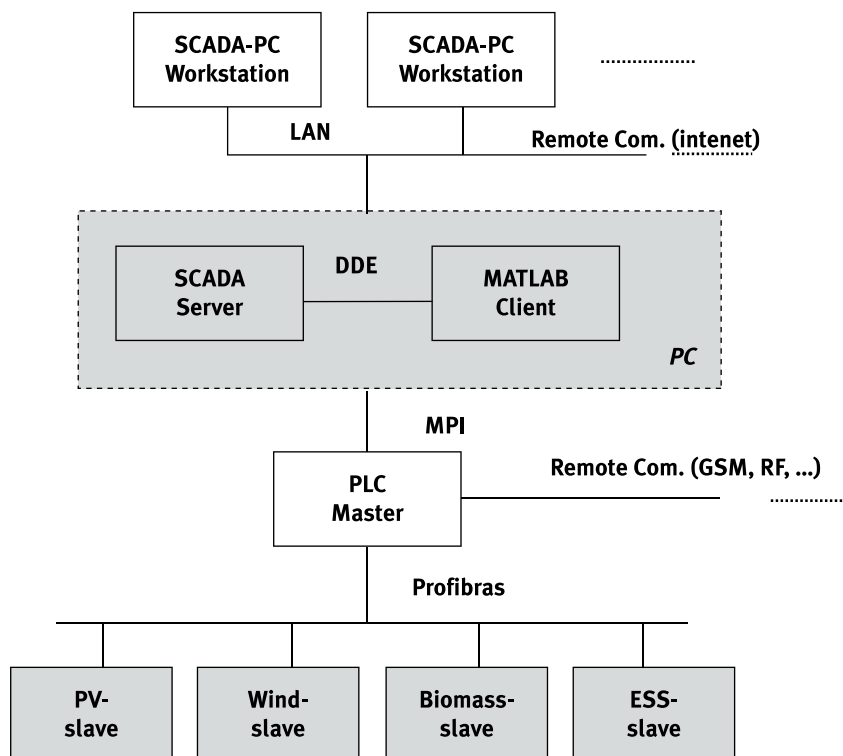 SCADA-PC
Workstation
SCADA-PC
Workstation
LAN
Remote Com. (intenet)
SCADA
Server
DDE
MATLAB
Client
PC
MPI
PLC
Master
Remote Com. (GSM, RF, ...)
Profibras
PV-
slave
Wind-
slave
Biomass-
slave
ESS-
slave